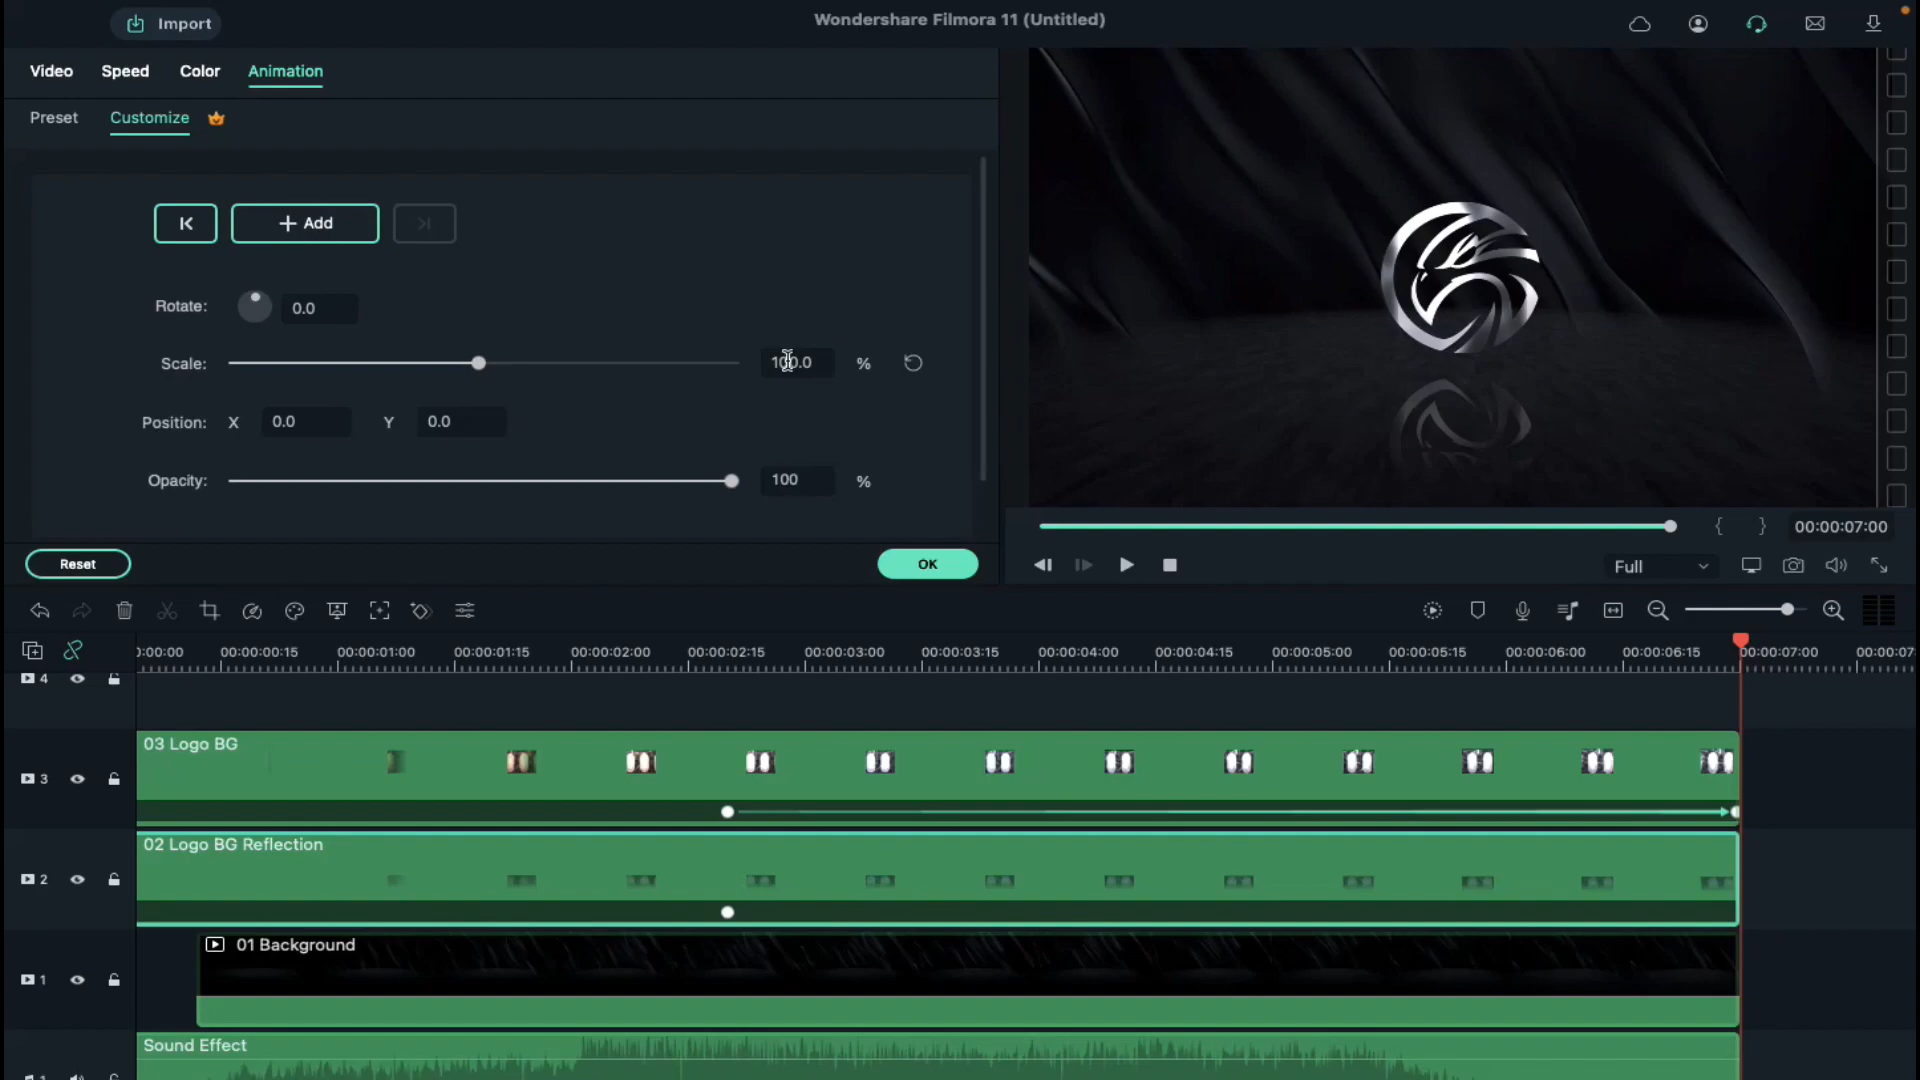 Import
Wondershare Filmora 11 (Untitled)
Video Speed Color Animation
Preset Customize
+ Add
Rotate: 0.0
Scale: 100.0 %
Position: X 0.0 Y 0.0
Opacity: 100 %
Reset OK
00:00:07:00
Full
0:00:00 00:00:00:15 00:00:01:00 00:00:01:15 00:00:02:00 00:00:02:15 00:00:03:00 00:00:03:15 00:00:04:00 00:00:04:15 00:00:05:00 00:00:05:15 00:00:06:00 00:00:06:15 00:00:07:00 00:00:07:
4
03 Logo BG
3
02 Logo BG Reflection
2
01 Background
1
Sound Effect
1